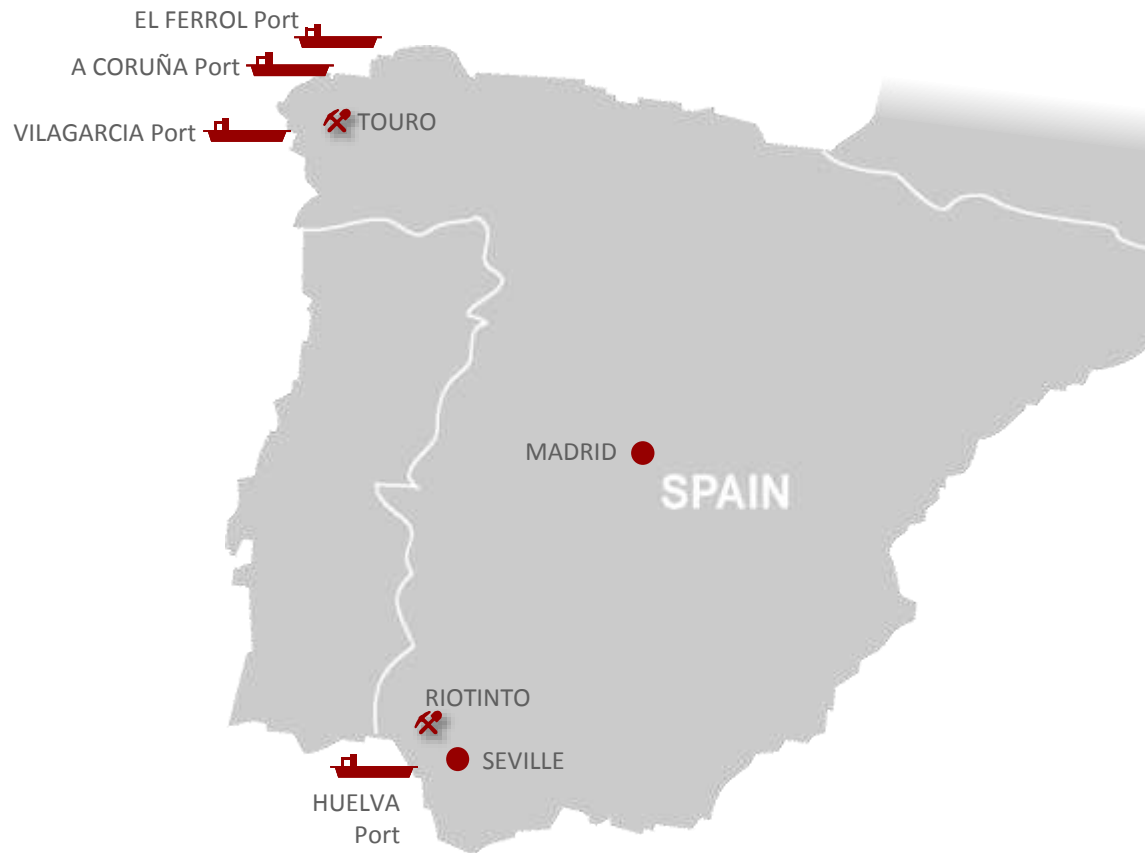 EL FERROL Port
A CORUÑA Port
VILAGARCIA Port
TOURO
MADRID
SPAIN
RIOTINTO
SEVILLE
HUELVA
Port